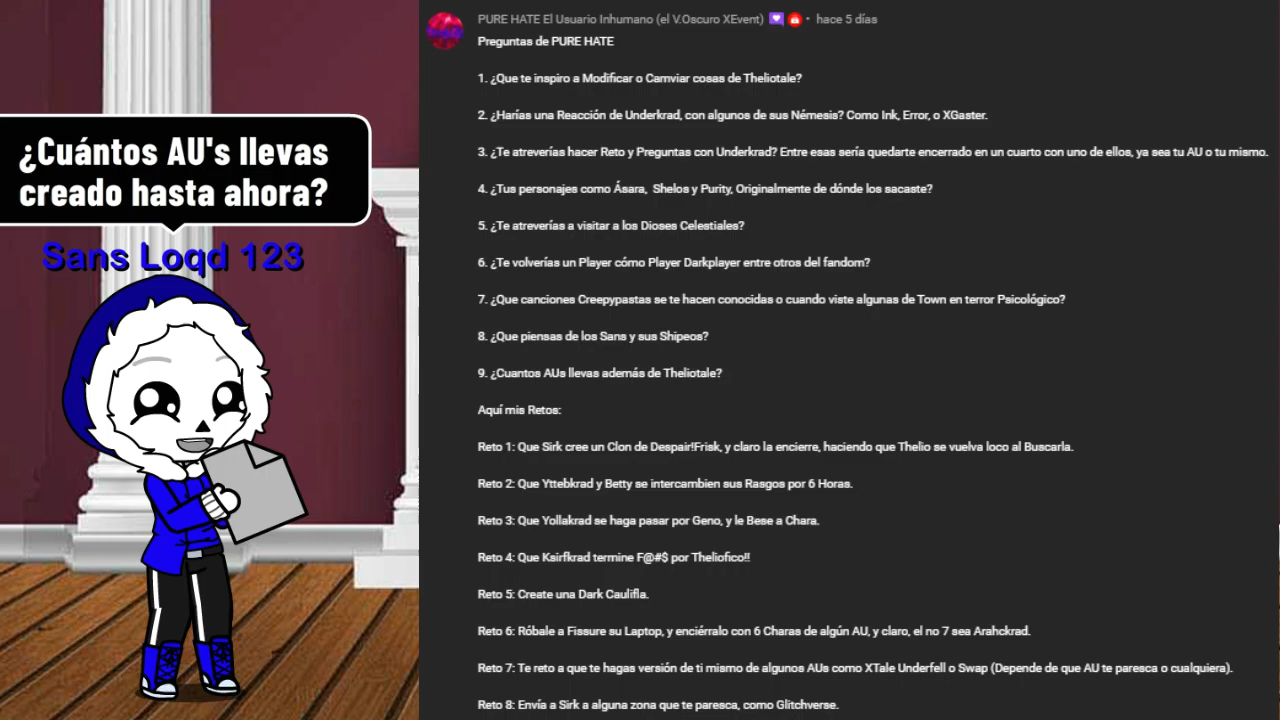 ¿Cuántos AU's llevas
creado hasta ahora?
Sans Loqd 123
PURE HATE El Usuario Inhumano (el V.Oscuro XEvent) • hace 5 días
Preguntas de PURE HATE
1. ¿Que te inspiro a Modificar o Camviar cosas de Theliotale?
2. ¿Harías una Reacción de Underkrad, con algunos de sus Némesis? Como Ink, Error, o XGaster.
3. ¿Te atreverías hacer Reto y Preguntas con Underkrad? Entre esas sería quedarte encerrado en un cuarto con uno de ellos, ya sea tu AU o tu mismo.
4. ¿Tus personajes como Ásara, Shelos y Purity, Originalmente de dónde los sacaste?
5. ¿Te atreverías a visitar a los Dioses Celestiales?
6. ¿Te volverías un Player cómo Player Darkplayer entre otros del fandom?
7. ¿Que canciones Creepypastas se te hacen conocidas o cuando viste algunas de Town en terror Psicológico?
8. ¿Que piensas de los Sans y sus Shipeos?
9. ¿Cuantos AUs llevas además de Theliotale?
Aquí mis Retos:
Reto 1: Que Sirk cree un Clon de Despair!Frisk, y claro la encierre, haciendo que Thelio se vuelva loco al Buscarla.
Reto 2: Que Yttebkrad y Betty se intercambien sus Rasgos por 6 Horas.
Reto 3: Que Yollakrad se haga pasar por Geno, y le Bese a Chara.
Reto 4: Que Ksirfkrad termine F@#$ por Theliofico!!
Reto 5: Create una Dark Caulifla.
Reto 6: Róbale a Fissure su Laptop, y enciérralo con 6 Charas de algún AU, y claro, el no 7 sea Arahckrad.
Reto 7: Te reto a que te hagas versión de ti mismo de algunos AUs como XTale Underfell o Swap (Depende de que AU te paresca o cualquiera).
Reto 8: Envía a Sirk a alguna zona que te paresca, como Glitchverse.